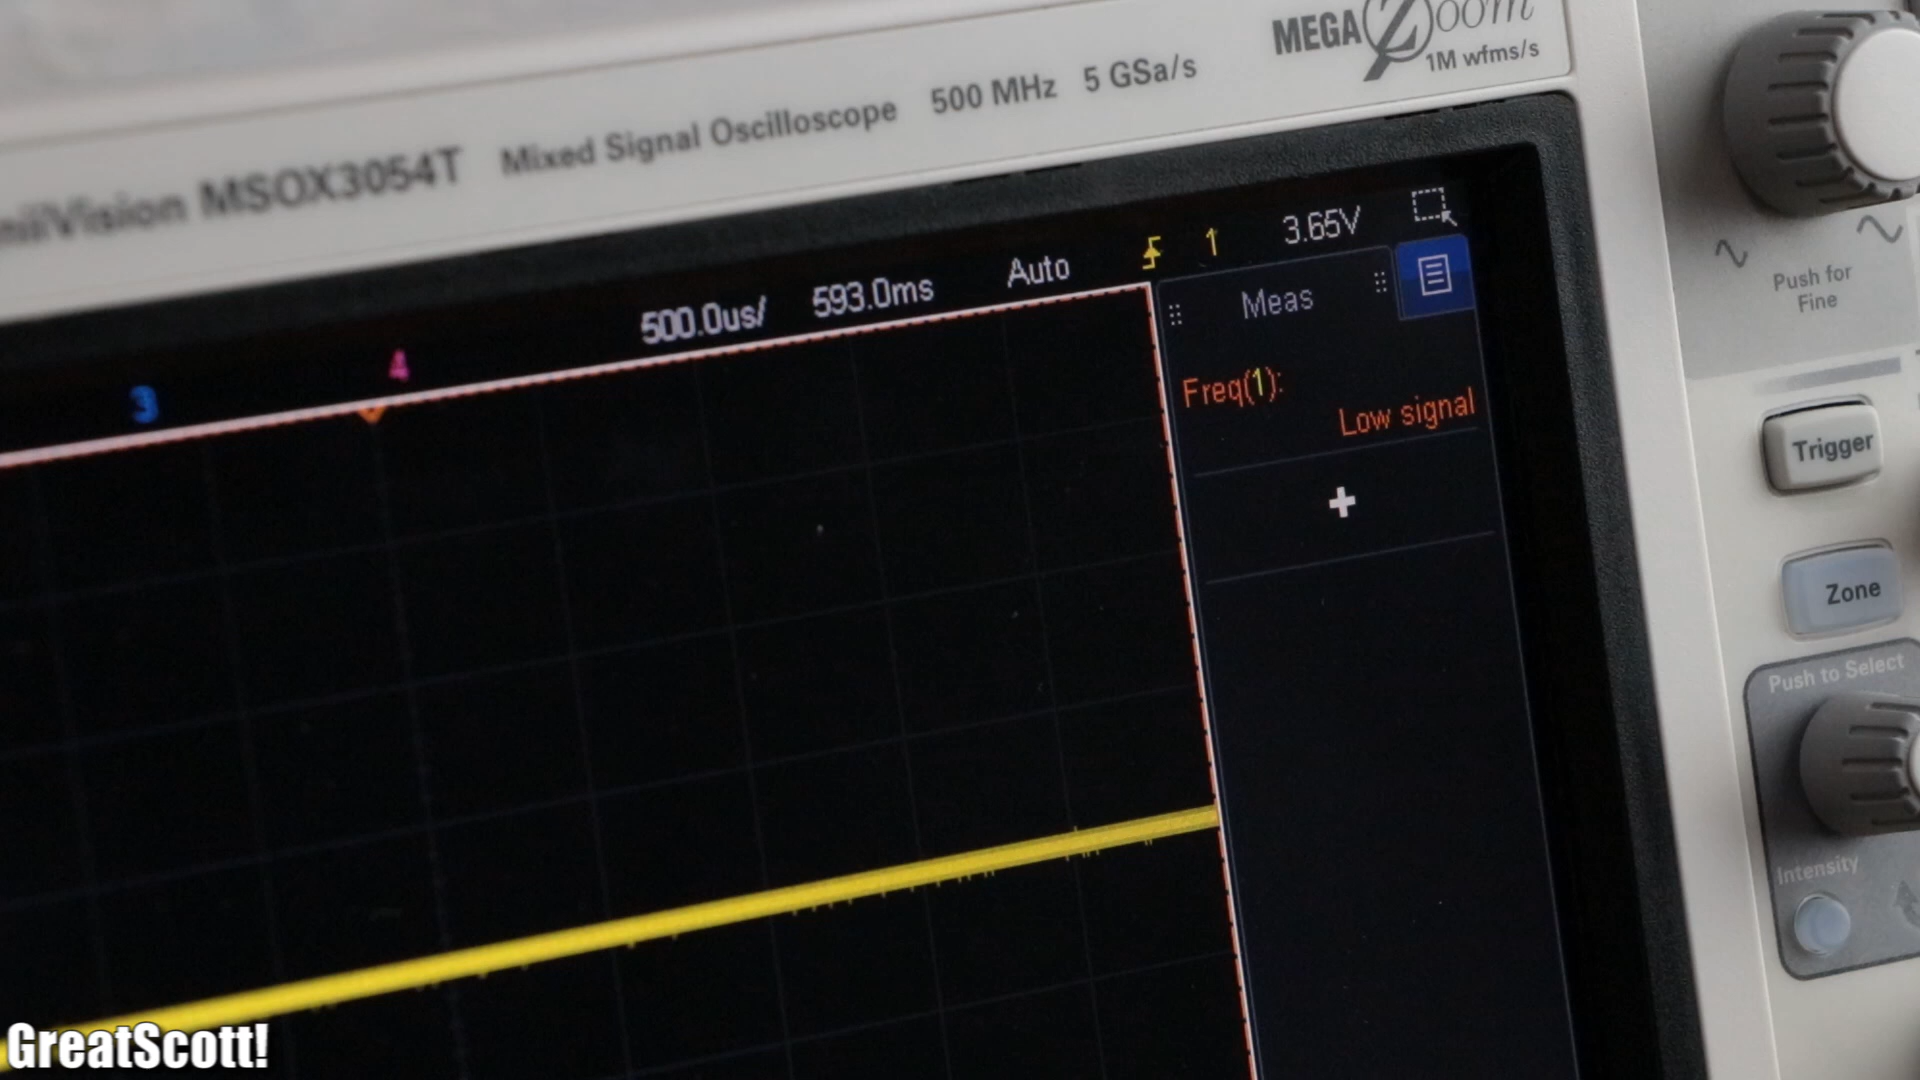 MEGA Zoom
1M wfms/s
MSOX3054T Mixed Signal Oscilloscope 500 MHz 5 GSa/s
500.0us/ 593.0ms Auto 1 3.65V
3 4
Meas
Freq(1):
Low signal
+
Push for
Fine
Trigger
Zone
Push to Select
Intensity
GreatScott!